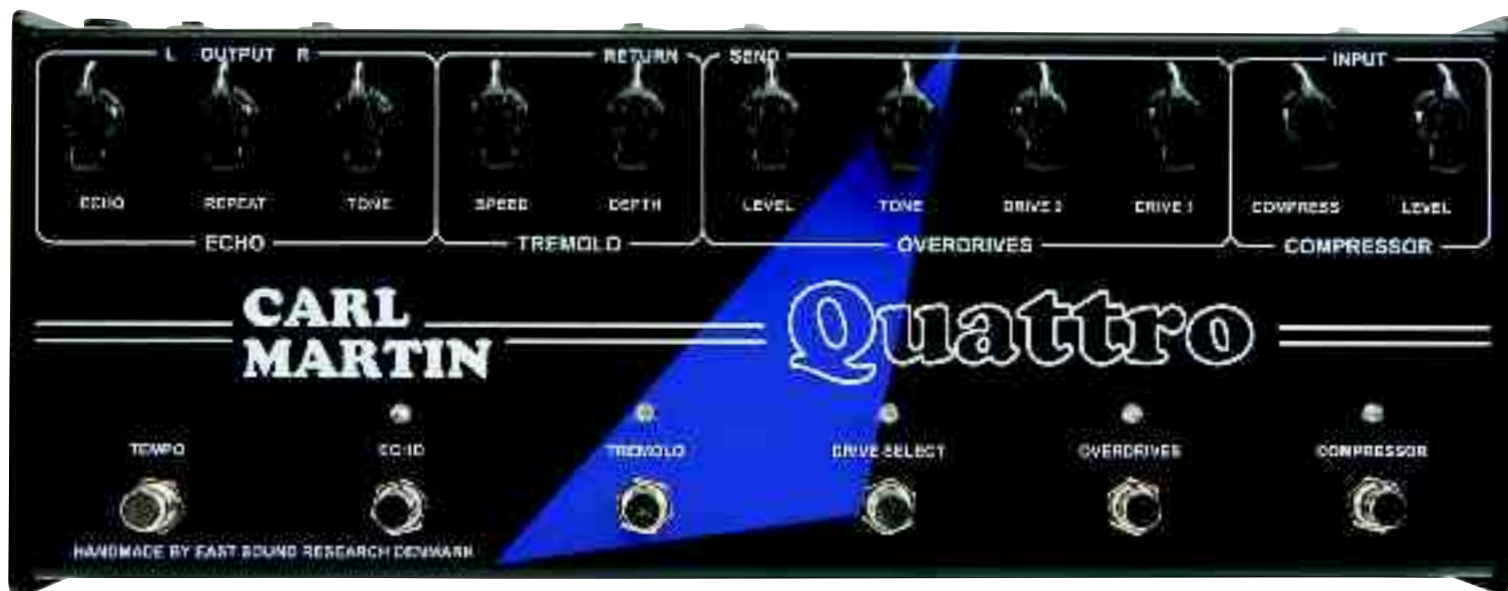 L OUTPUT R RETURN SEND INPUT
ECHO REPEAT TONE SPEED DEPTH LEVEL TONE DRIVE 2 DRIVE 1 COMPRESS LEVEL
ECHO TREMOLO OVERDRIVES COMPRESSOR
CARL
MARTIN
Quattro
TEMPO ECHO TREMOLO DRIVE SELECT OVERDRIVES COMPRESSOR
HANDMADE BY EAST SOUND RESEARCH DENMARK